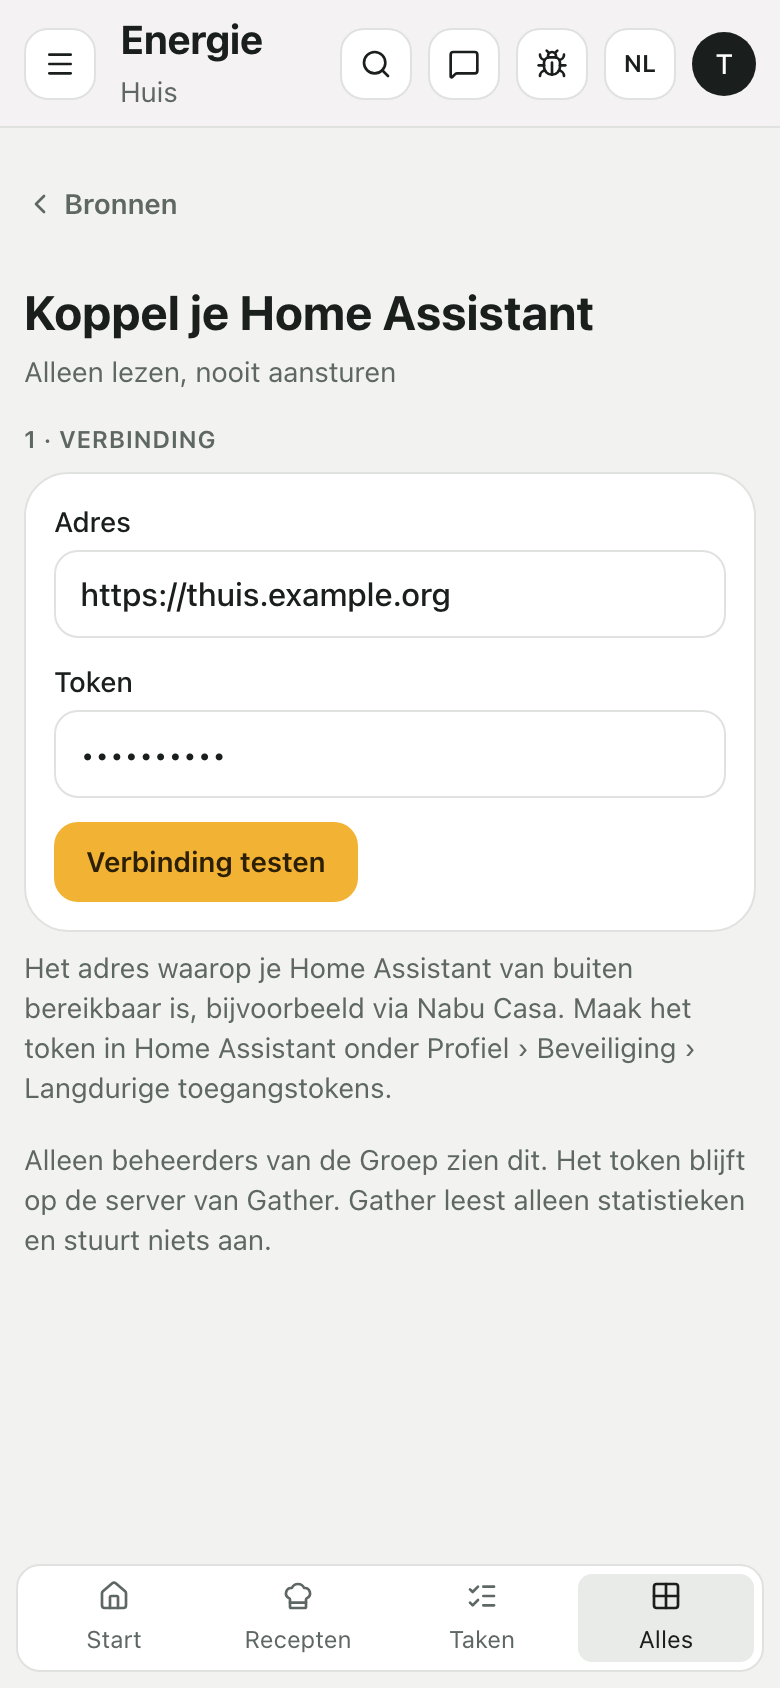 Energie
Huis
NL
T
Bronnen
Koppel je Home Assistant
Alleen lezen, nooit aansturen
1 · VERBINDING
Adres
https://thuis.example.org
Token
••••••••••
Verbinding testen
Het adres waarop je Home Assistant van buiten
bereikbaar is, bijvoorbeeld via Nabu Casa. Maak het
token in Home Assistant onder Profiel › Beveiliging ›
Langdurige toegangstokens.
Alleen beheerders van de Groep zien dit. Het token blijft
op de server van Gather. Gather leest alleen statistieken
en stuurt niets aan.
Start
Recepten
Taken
Alles